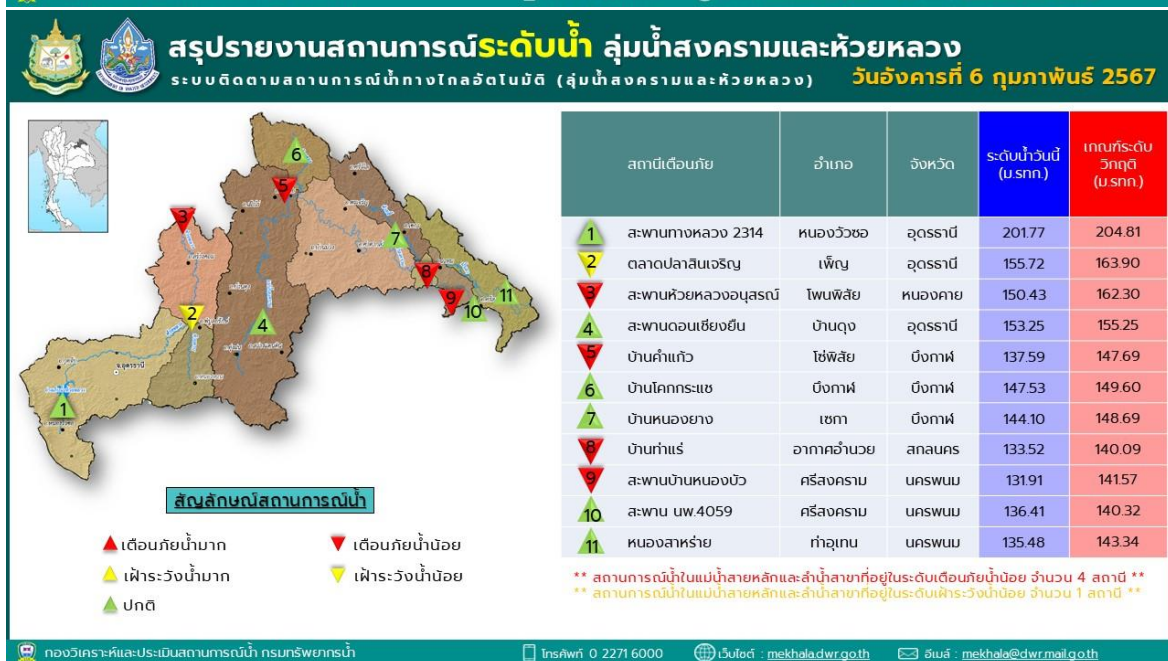 สรุปรายงานสถานการณ์ระดับน้ำ ลุ่มน้ำสงครามและห้วยหลวง
ระบบติดตามสถานการณ์น้ำทางไกลอัตโนมัติ (ลุ่มน้ำสงครามและห้วยหลวง) วันอังคารที่ 6 กุมภาพันธ์ 2567
6
5
3
7
8
9
10
11
2
4
1
สัญลักษณ์สถานการณ์น้ำ
เตือนภัยน้ำมาก เตือนภัยน้ำน้อย
เฝ้าระวังน้ำมาก เฝ้าระวังน้ำน้อย
ปกติ
สถานีเตือนภัย อำเภอ จังหวัด ระดับน้ำวันนี้ (ม.รทก.) เกณฑ์ระดับวิกฤติ (ม.รทก.)
1 สะพานทางหลวง 2314 หนองวัวซอ อุดรธานี 201.77 204.81
2 ตลาดปลาสินเจริญ เพ็ญ อุดรธานี 155.72 163.90
3 สะพานห้วยหลวงอนุสรณ์ โพนพิสัย หนองคาย 150.43 162.30
4 สะพานดอนเชียงยืน บ้านดุง อุดรธานี 153.25 155.25
5 บ้านคำแก้ว โซ่พิสัย บึงกาฬ 137.59 147.69
6 บ้านโคกกระแซ บึงกาฬ บึงกาฬ 147.53 149.60
7 บ้านหนองยาง เซกา บึงกาฬ 144.10 148.69
8 บ้านท่าแร่ อากาศอำนวย สกลนคร 133.52 140.09
9 สะพานบ้านหนองบัว ศรีสงคราม นครพนม 131.91 141.57
10 สะพาน นพ.4059 ศรีสงคราม นครพนม 136.41 140.32
11 หนองสาหร่าย ท่าอุเทน นครพนม 135.48 143.34
** สถานการณ์น้ำในแม่น้ำสายหลักและลำน้ำสาขาที่อยู่ในระดับเตือนภัยน้ำน้อย จำนวน 4 สถานี **
** สถานการณ์น้ำในแม่น้ำสายหลักและลำน้ำสาขาที่อยู่ในระดับเฝ้าระวังน้ำน้อย จำนวน 1 สถานี **
กองวิเคราะห์และประเมินสถานการณ์น้ำ กรมทรัพยากรน้ำ โทรศัพท์ 0 2271 6000 เว็บไซต์ : mekhala.dwr.go.th อีเมล์ : mekhala@dwr.mail.go.th